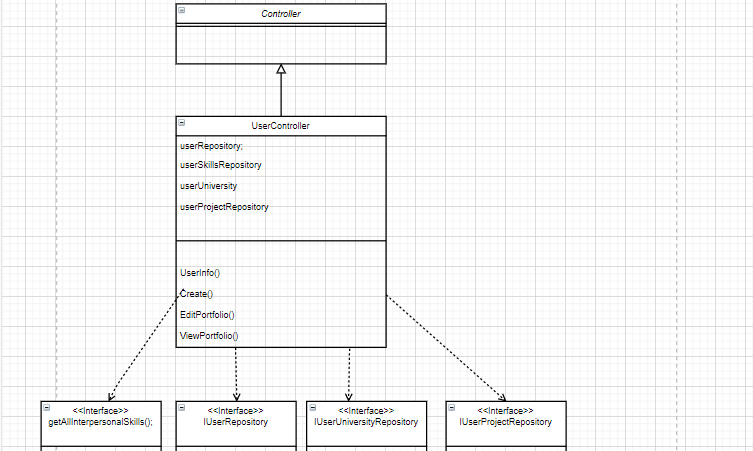 Controller
UserController
userRepository;
userSkillsRepository
userUniversity
userProjectRepository
UserInfo()
Create()
EditPortfolio()
ViewPortfolio()
<<Interface>>
getAllInterpersonalSkills();
<<Interface>>
IUserRepository
<<Interface>>
IUserUniversityRepository
<<Interface>>
IUserProjectRepository